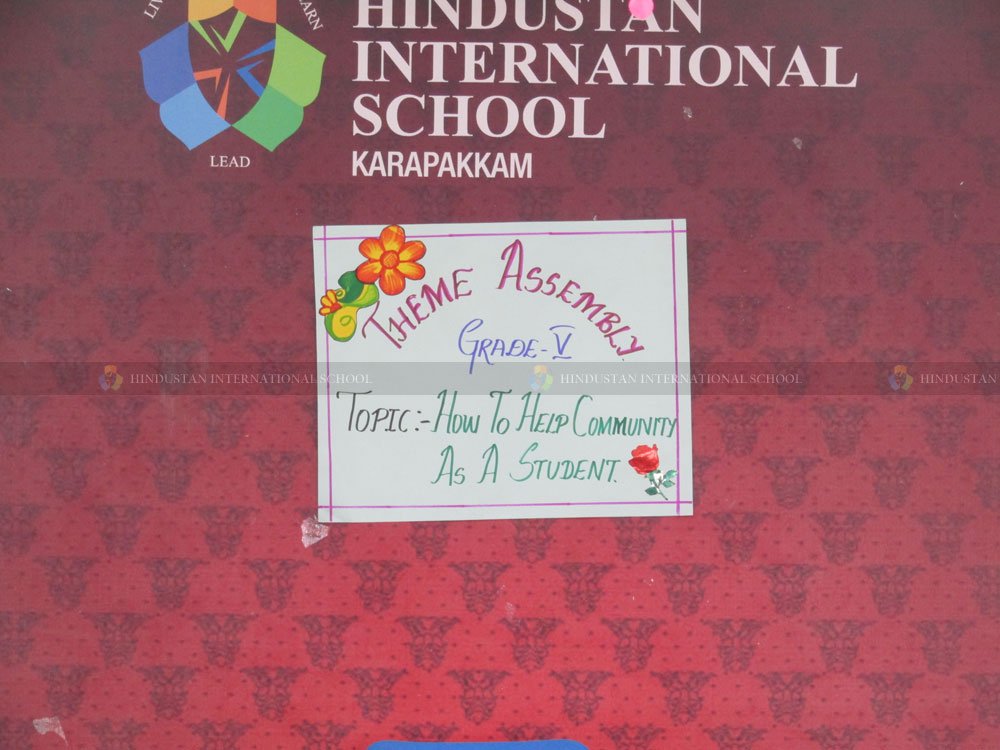 HINDUSTAN
INTERNATIONAL
SCHOOL
KARAPAKKAM
LEAD
THEME ASSEMBLY
GRADE-V
TOPIC:- HOW TO HELP COMMUNITY
AS A STUDENT.
HINDUSTAN INTERNATIONAL SCHOOL HINDUSTAN INTERNATIONAL SCHOOL HINDUSTAN